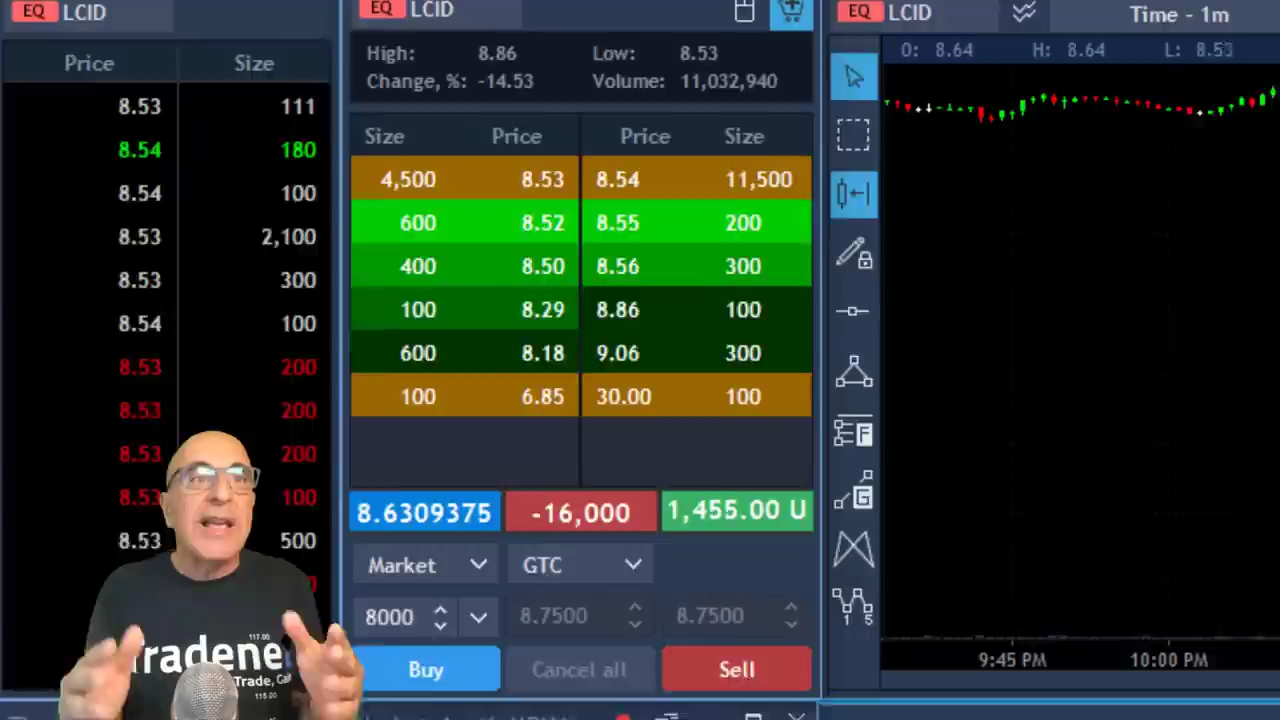 EQ LCID
Price Size
8.53 111
8.54 180
8.54 100
8.53 2,100
8.53 300
8.54 100
8.53 200
8.53 200
8.53 200
8.53 100
8.53 500
EQ LCID
High: 8.86 Low: 8.53
Change, %: -14.53 Volume: 11,032,940
Size Price Price Size
4,500 8.53 8.54 11,500
600 8.52 8.55 200
400 8.50 8.56 300
100 8.29 8.86 100
600 8.18 9.06 300
100 6.85 30.00 100
8.6309375 -16,000 1,455.00 U
Market GTC
8000 8.7500 8.7500
Buy Cancel all Sell
EQ LCID Time - 1m
O: 8.64 H: 8.64 L: 8.53
F
G
1 5
9:45 PM 10:00 PM
117.00
115.00